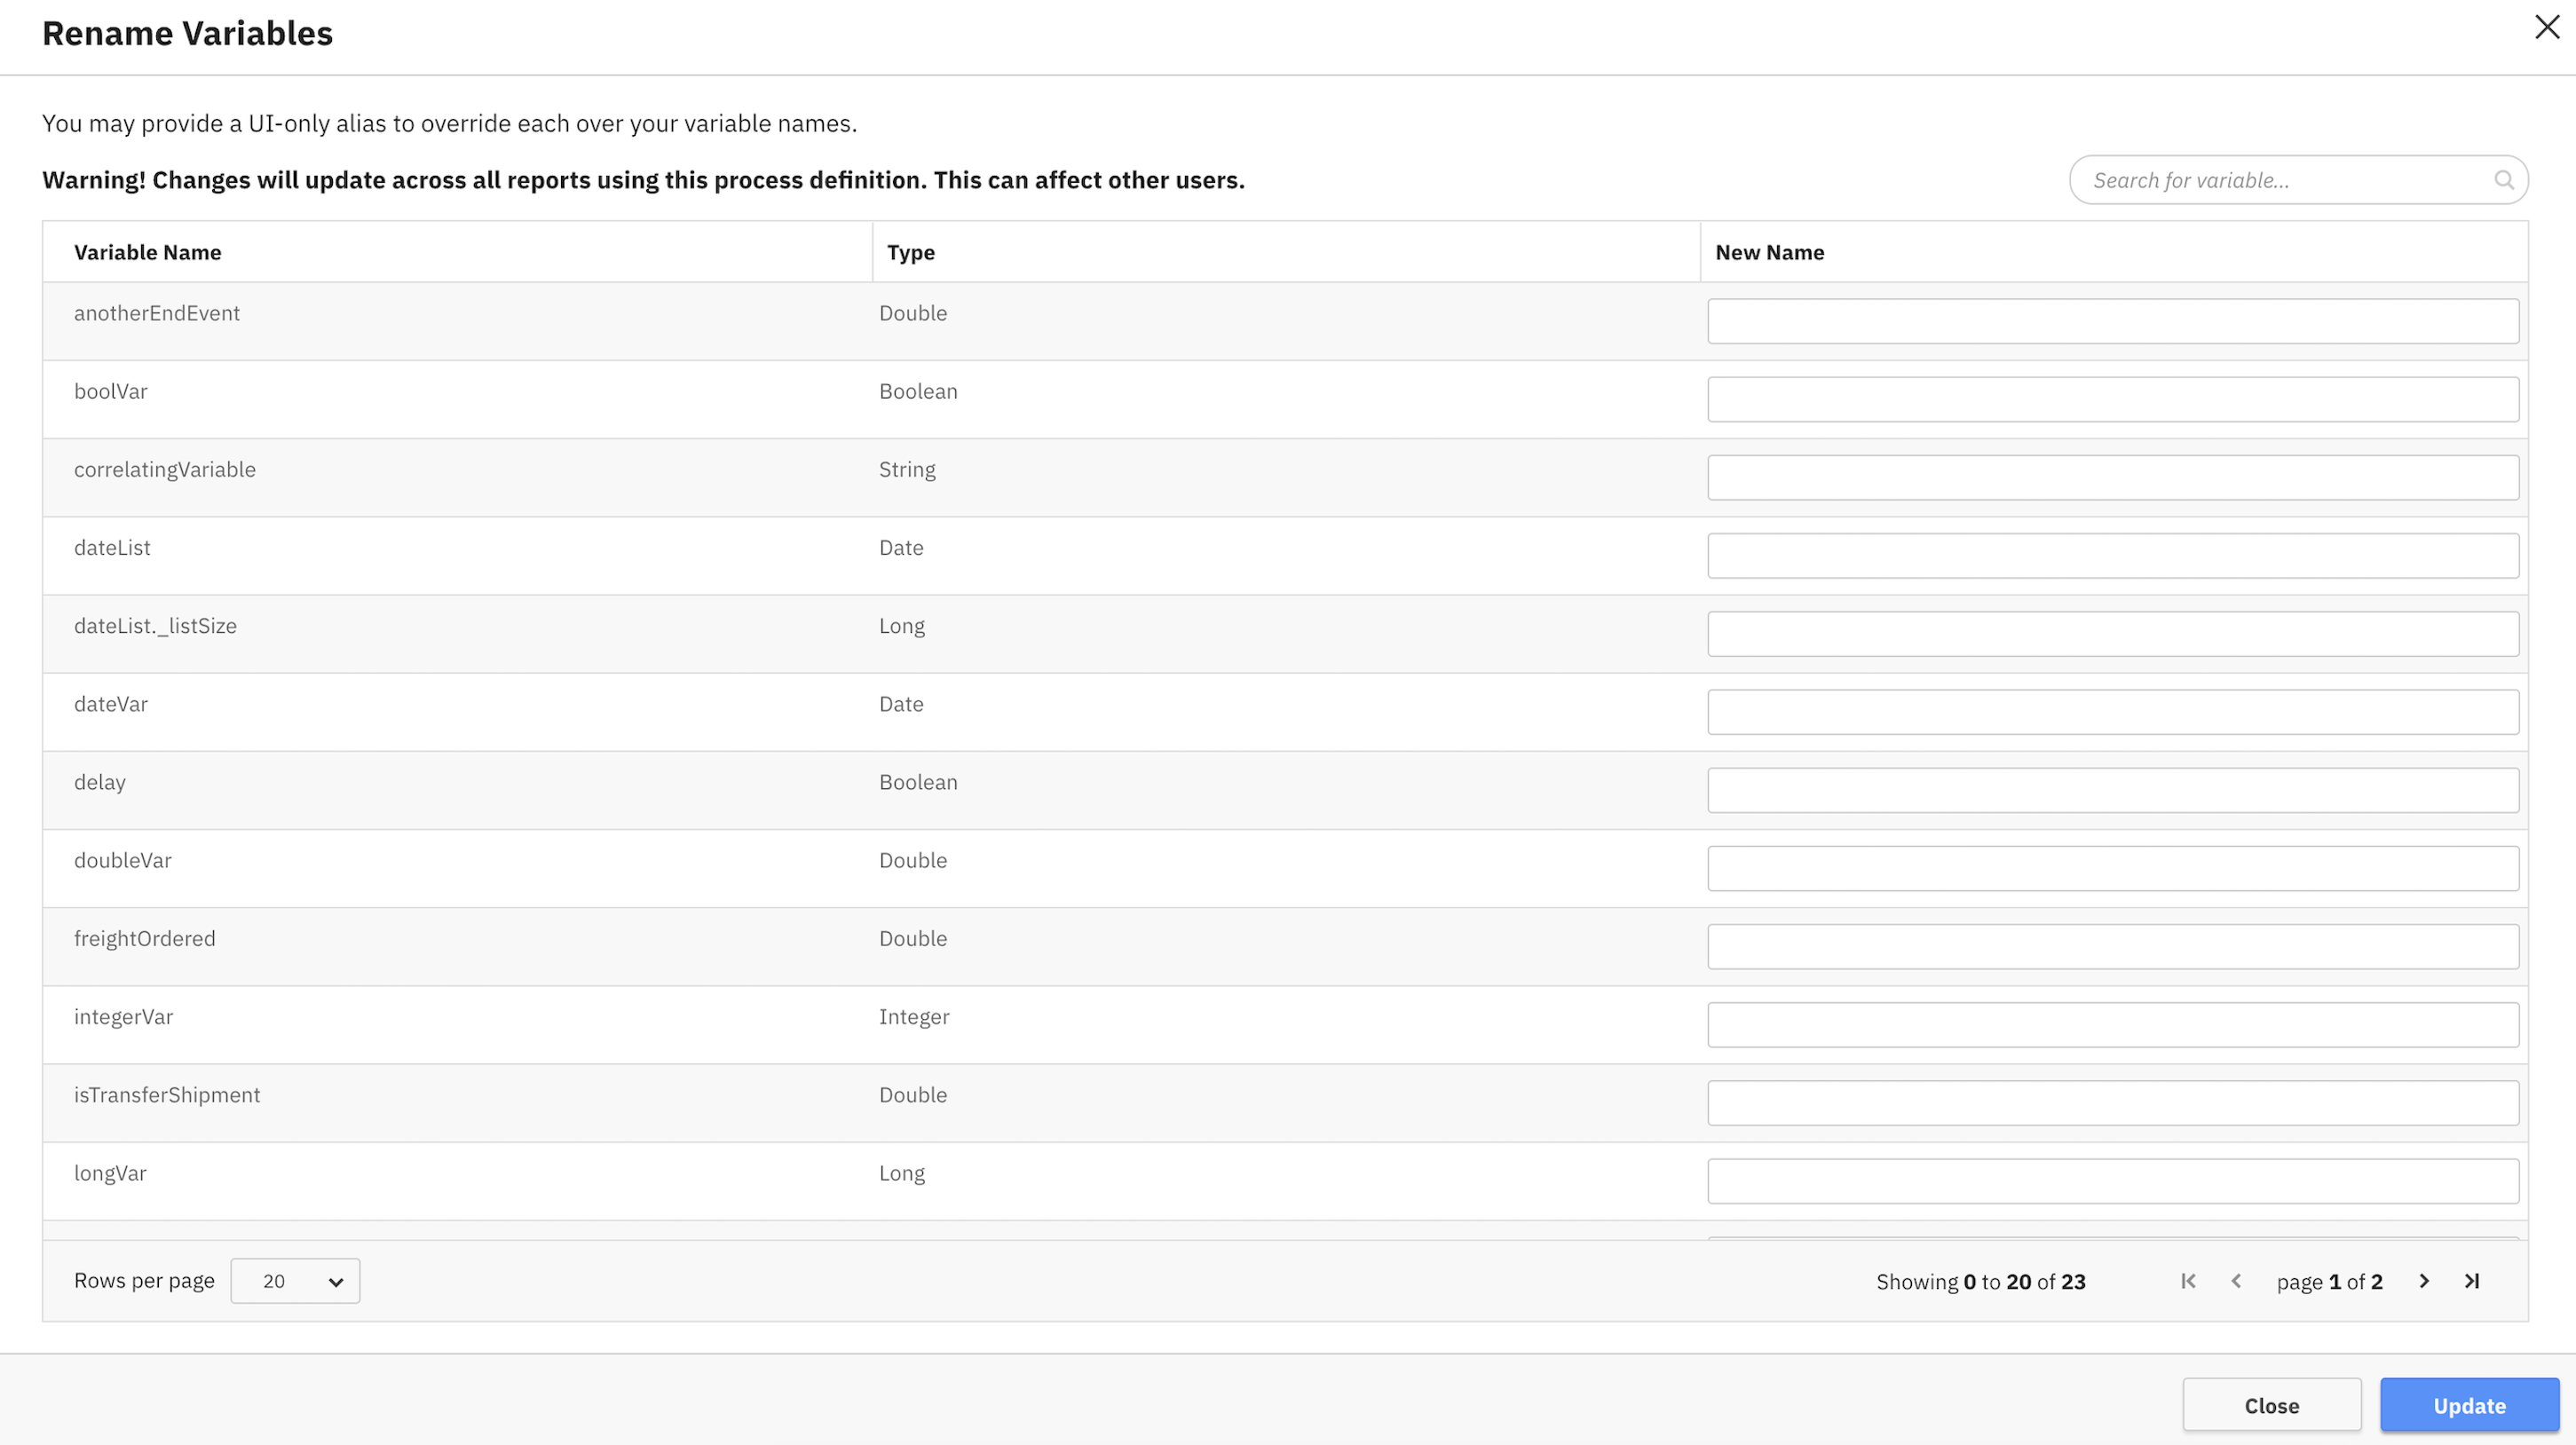 Rename Variables
You may provide a UI-only alias to override each over your variable names.
Warning! Changes will update across all reports using this process definition. This can affect other users.
Search for variable...
Variable Name Type New Name
anotherEndEvent Double
boolVar Boolean
correlatingVariable String
dateList Date
dateList._listSize Long
dateVar Date
delay Boolean
doubleVar Double
freightOrdered Double
integerVar Integer
isTransferShipment Double
longVar Long
Rows per page 20 Showing 0 to 20 of 23 page 1 of 2
Close Update